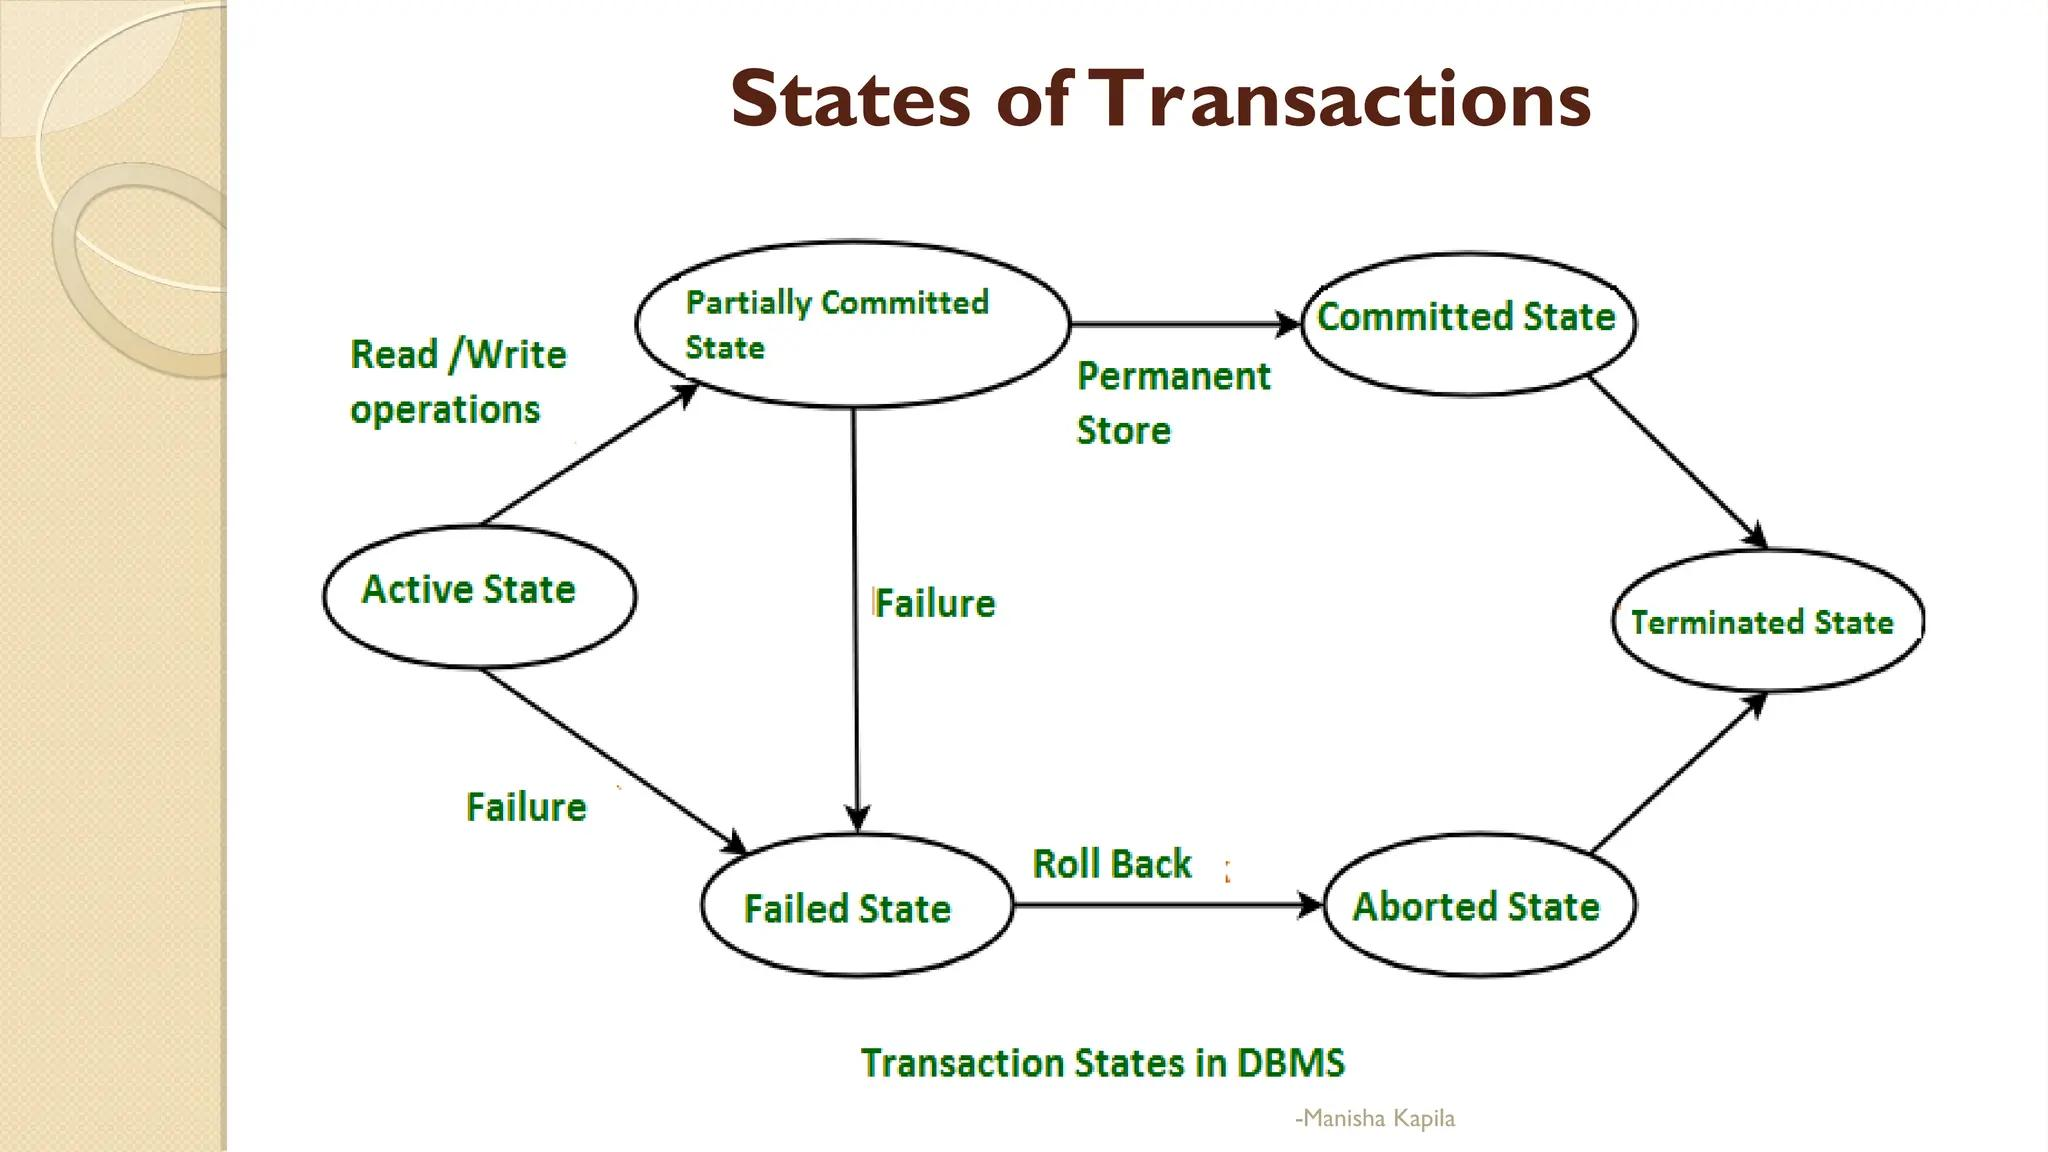 States of Transactions
Partially Committed
State
Committed State
Read /Write
operations
Permanent
Store
Active State
Failure
Terminated State
Failure
Roll Back
Failed State
Aborted State
Transaction States in DBMS
-Manisha Kapila